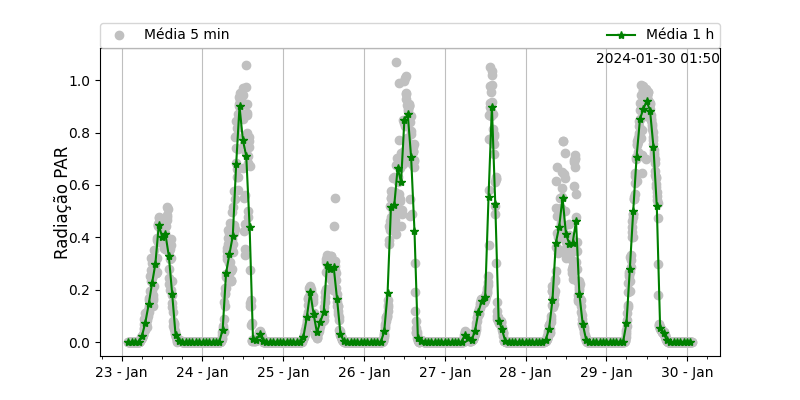 Média 5 min
Média 1 h
2024-01-30 01:50
Radiação PAR
1.0
0.8
0.6
0.4
0.2
0.0
23 - Jan
24 - Jan
25 - Jan
26 - Jan
27 - Jan
28 - Jan
29 - Jan
30 - Jan